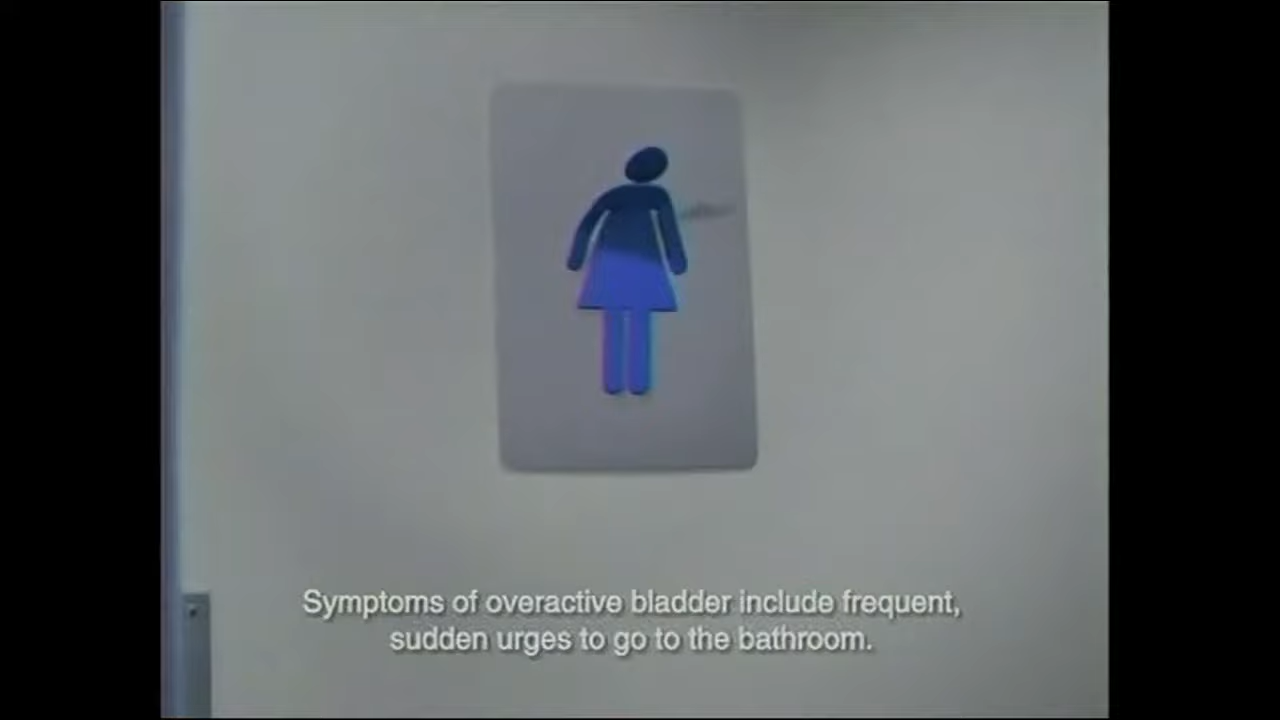 Symptoms of overactive bladder include frequent,
sudden urges to go to the bathroom.